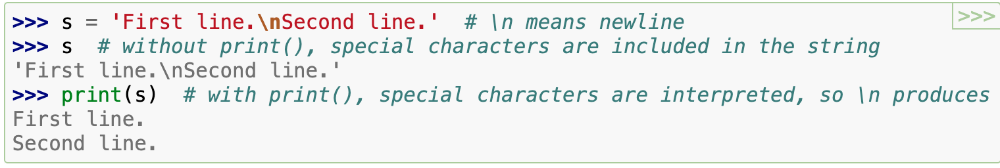 >>> s = 'First line.\nSecond line.'  # \n means newline
>>> s  # without print(), special characters are included in the string
'First line.\nSecond line.'
>>> print(s)  # with print(), special characters are interpreted, so \n produces
First line.
Second line.
>>>